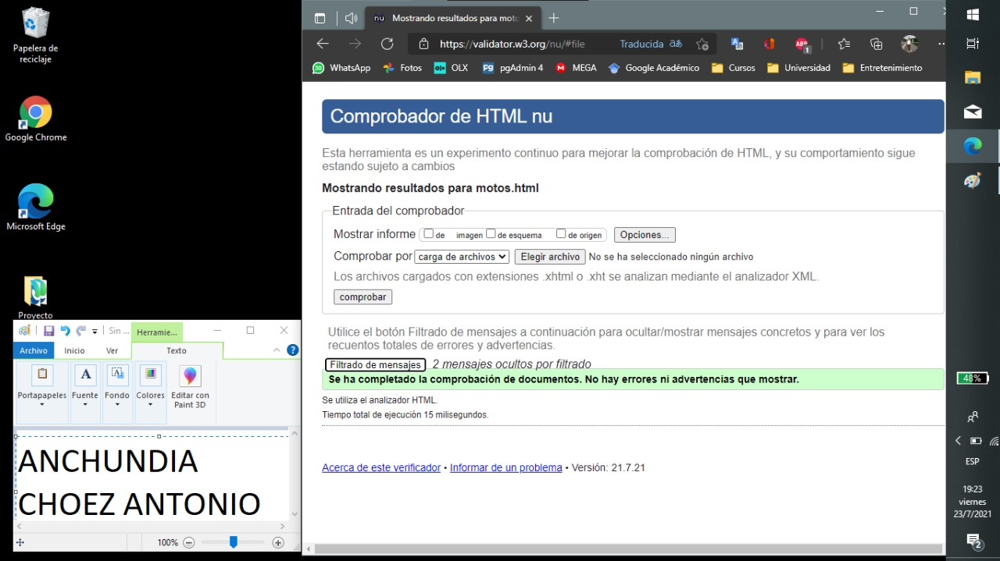 Papelera de
reciclaje
Google Chrome
Microsoft Edge
Proyecto
Sin ...
Herramie...
Archivo
Inicio
Ver
Texto
Portapapeles
Fuente
Fondo
Colores
Editar con
Paint 3D
ANCHUNDIA
CHOEZ ANTONIO
100%
nu Mostrando resultados para moto
https://validator.w3.org/nu/#file
Traducida
ABP
1
30 WhatsApp
Fotos
OLX
pgAdmin 4
MEGA
Google Académico
Cursos
Universidad
Entretenimiento
Comprobador de HTML nu
Esta herramienta es un experimento continuo para mejorar la comprobación de HTML, y su comportamiento sigue
estando sujeto a cambios
Mostrando resultados para motos.html
Entrada del comprobador
Mostrar informe de imagen de esquema de origen Opciones...
Comprobar por carga de archivos Elegir archivo No se ha seleccionado ningún archivo
Los archivos cargados con extensiones .xhtml o .xht se analizan mediante el analizador XML.
comprobar
Utilice el botón Filtrado de mensajes a continuación para ocultar/mostrar mensajes concretos y para ver los
recuentos totales de errores y advertencias.
Filtrado de mensajes 2 mensajes ocultos por filtrado
Se ha completado la comprobación de documentos. No hay errores ni advertencias que mostrar.
Se utiliza el analizador HTML.
Tiempo total de ejecución 15 milisegundos.
Acerca de este verificador • Informar de un problema • Versión: 21.7.21
48%
ESP
19:23
viernes
23/7/2021
2